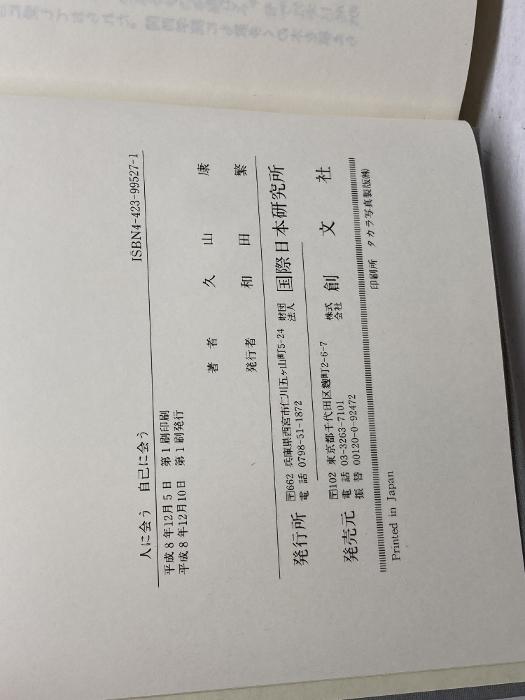 人に会う 自己に会う
ISBN4-423-99527-1
平成8年12月5日 第1刷印刷
平成8年12月10日 第1刷発行
著者 久山康
発行者 和田繁
発行所 〒662 兵庫県西宮市仁川五ヶ山町5-24 財団法人 国際日本研究所
電話 0798-51-1872
発売元 〒102 東京都千代田区麹町2-6-7 株式会社 創文社
電話 03-3263-7101
振替 00120-0-92472
印刷所 タカラ写真製版㈱
Printed in Japan